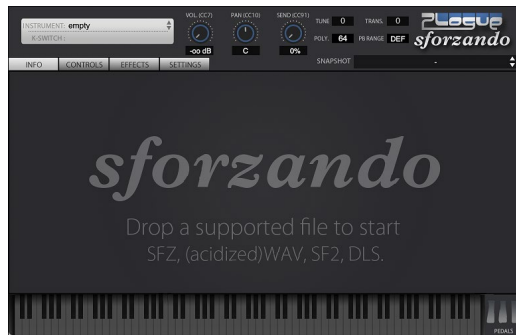 INSTRUMENT: empty
K-SWITCH :
VOL. (CC7)
-oo dB
PAN (CC10)
C
SEND (CC91)
0%
TUNE 0
TRANS. 0
POLY. 64
PB RANGE DEF
Plogue
sforzando
INFO
CONTROLS
EFFECTS
SETTINGS
SNAPSHOT -
sforzando
Drop a supported file to start
SFZ, (acidized)WAV, SF2, DLS.
PEDALS